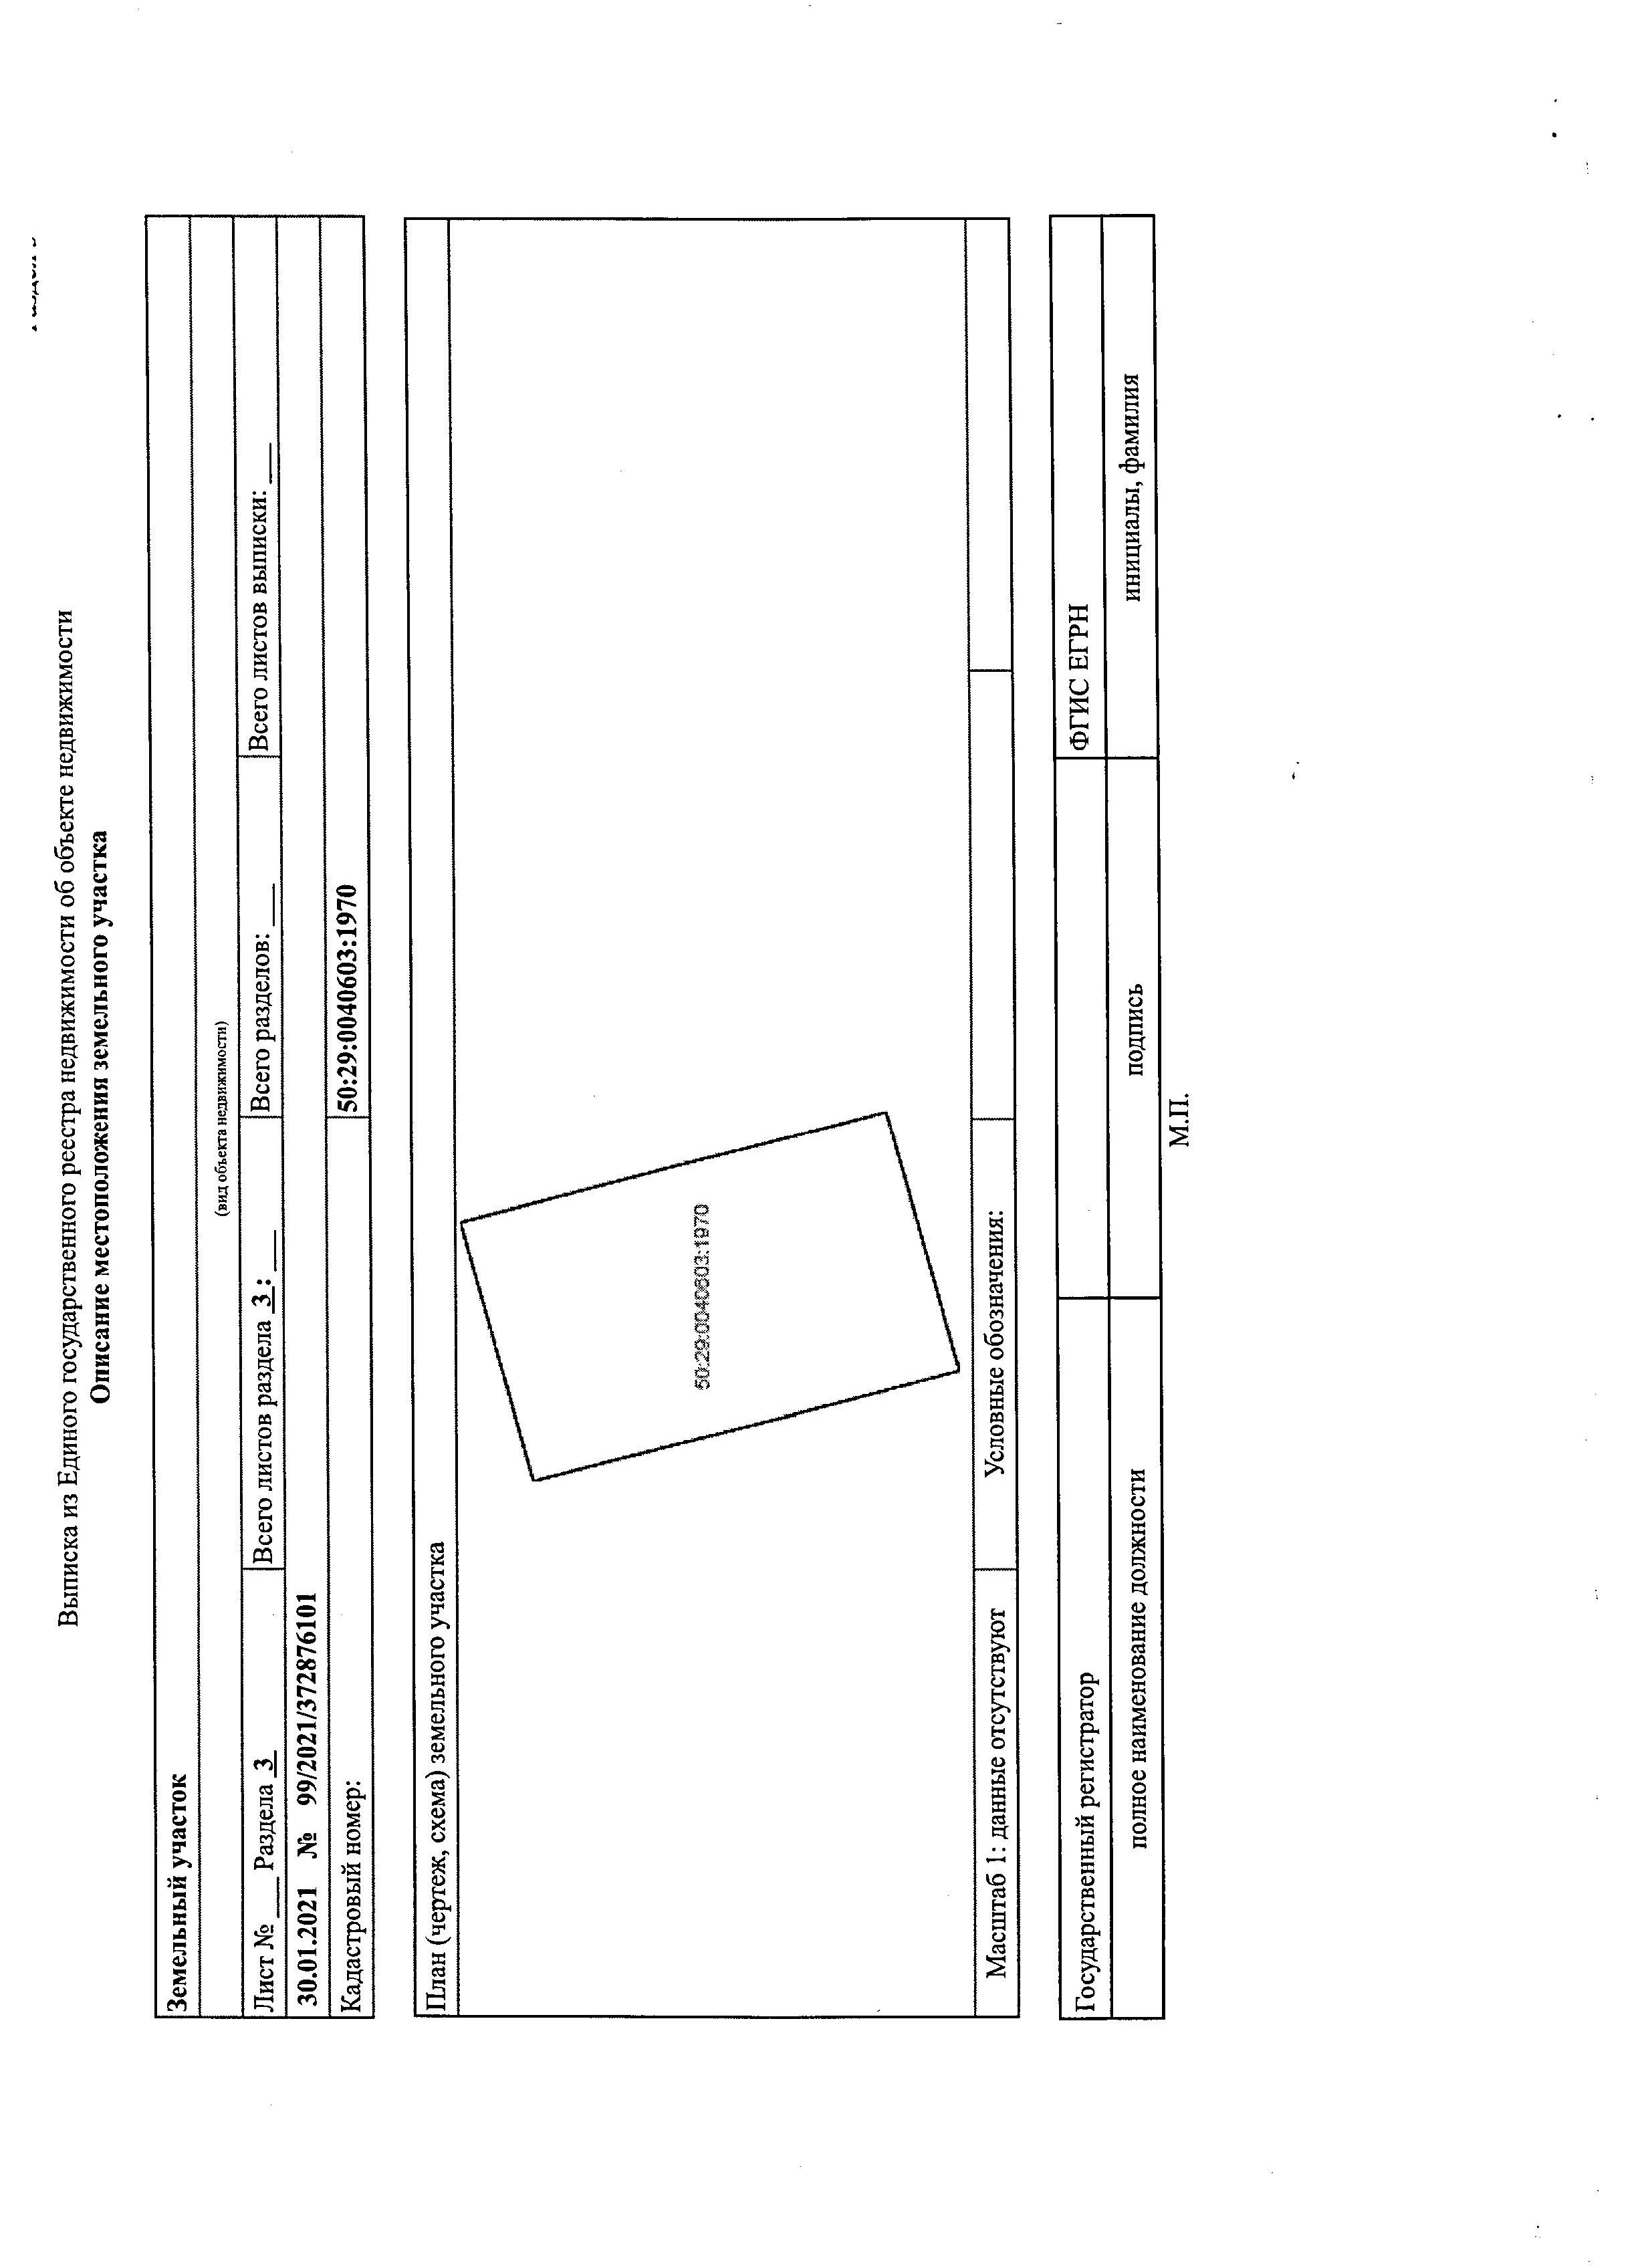 Выписка из Единого государственного реестра недвижимости об объекте недвижимости
Описание местоположения земельного участка
Земельный участок
(вид объекта недвижимости)
Лист № ___ Раздела 3 Всего листов раздела 3 : ___ Всего разделов: ___ Всего листов выписки: ___
30.01.2021 № 99/2021/372876101
Кадастровый номер: 50:29:0040603:1970
План (чертеж, схема) земельного участка
50:29:0040603:1970
Масштаб 1: данные отсутствуют Условные обозначения:
Государственный регистратор ФГИС ЕГРН
полное наименование должности подпись инициалы, фамилия
М.П.